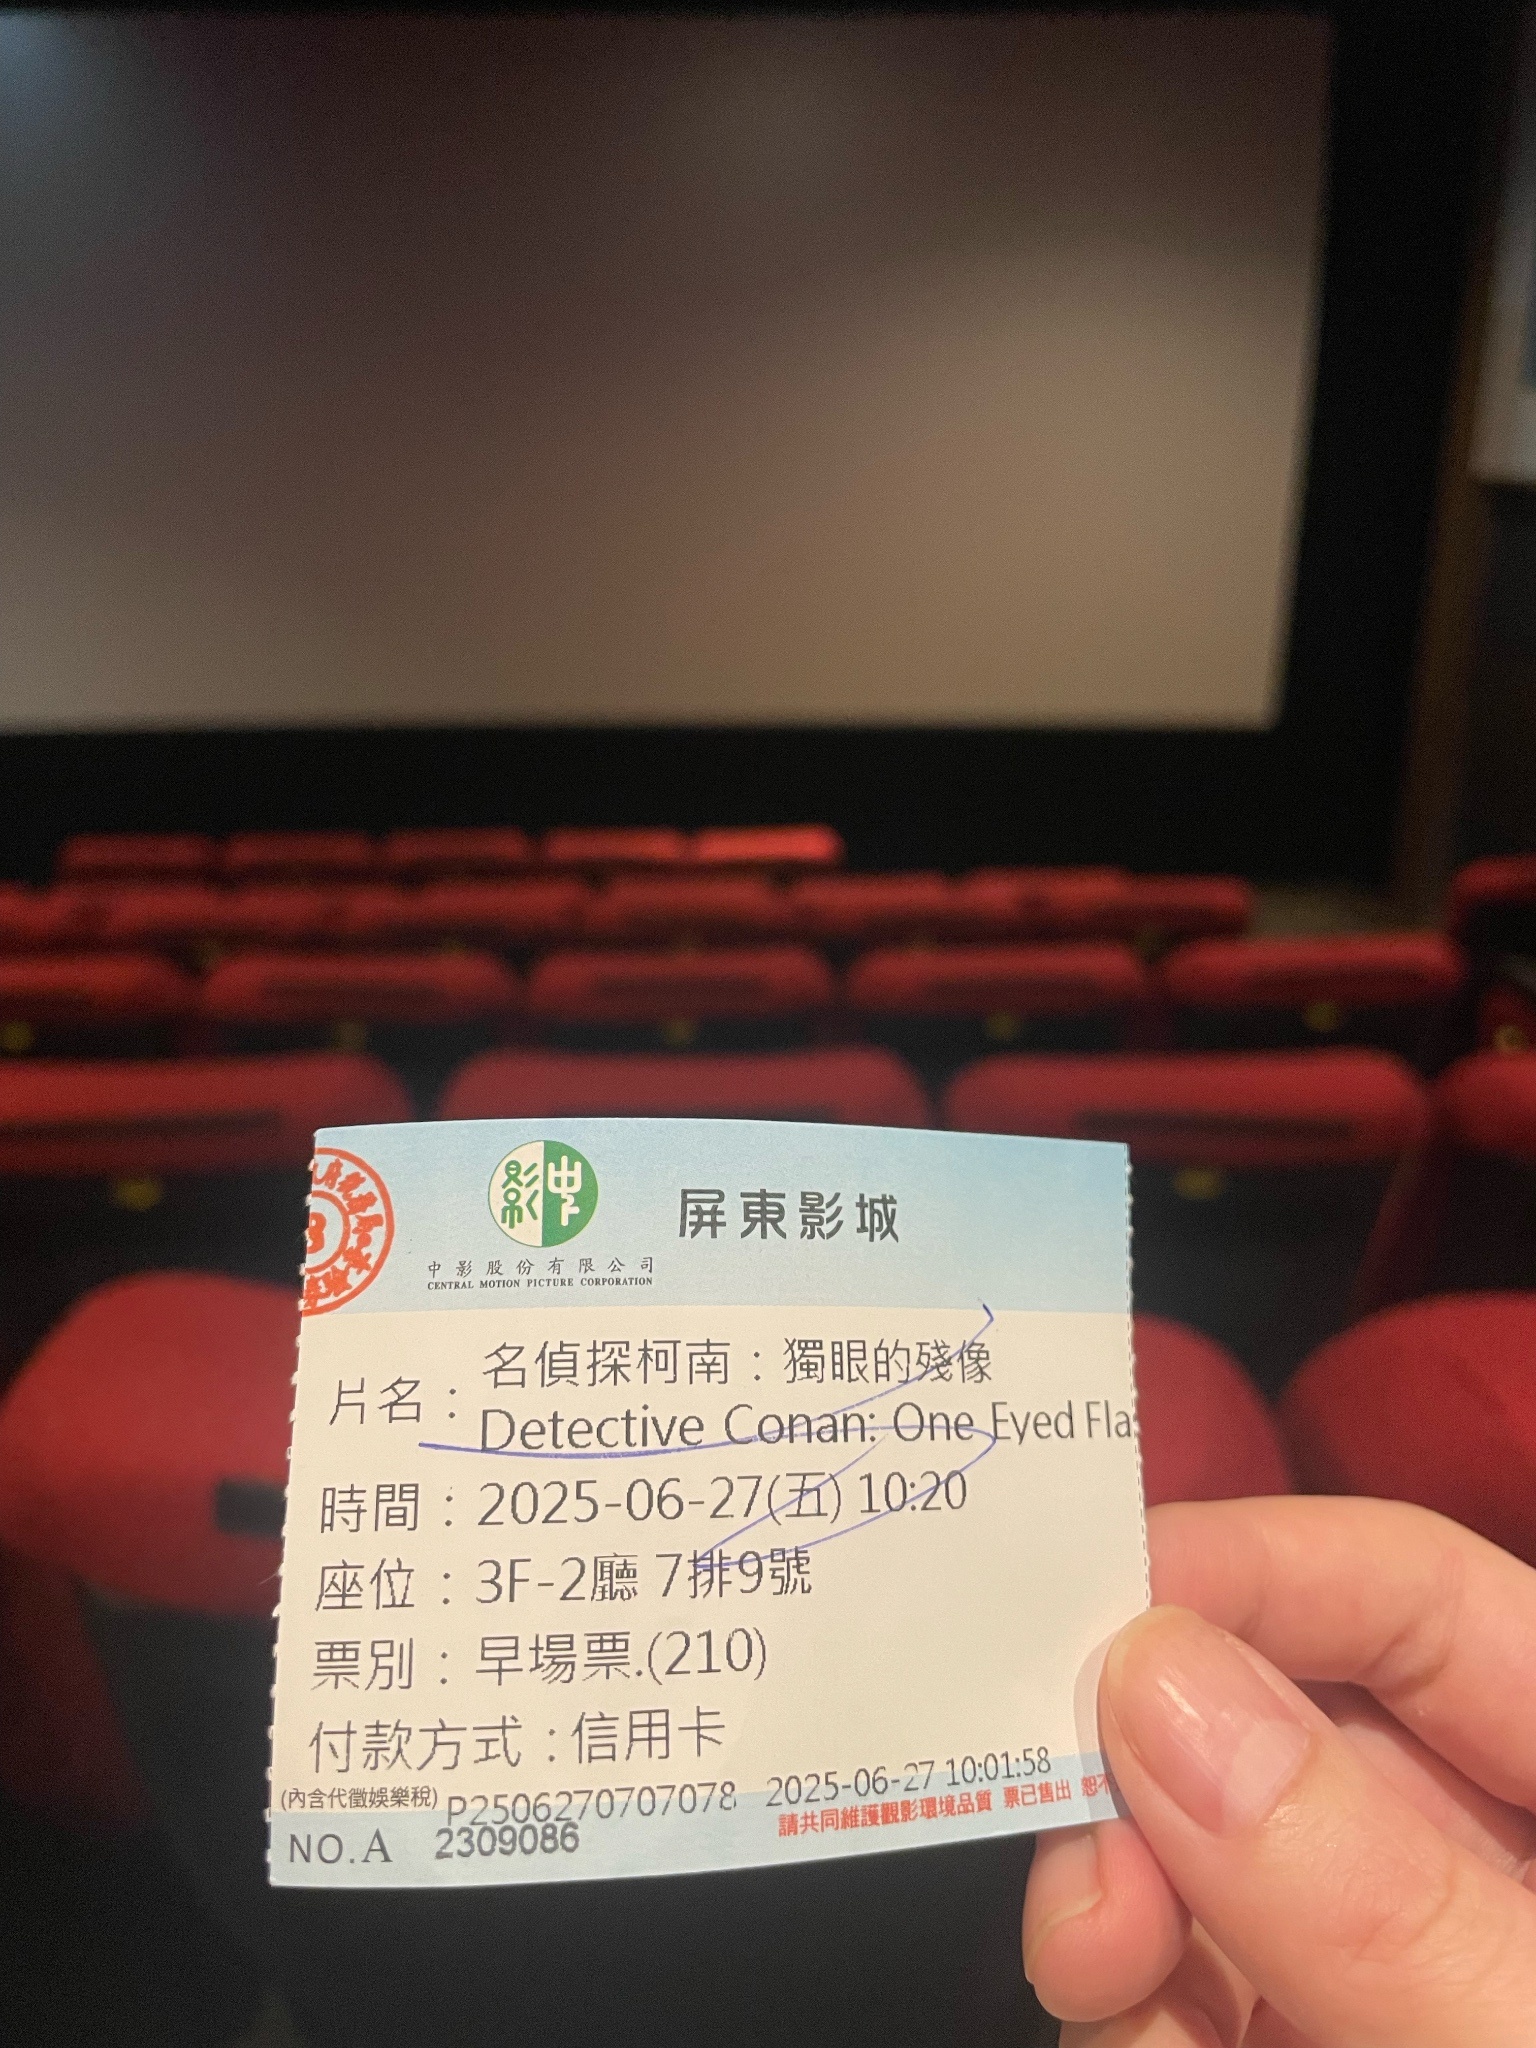 中影
屏東影城
中影股份有限公司
CENTRAL MOTION PICTURE CORPORATION
片名：名偵探柯南：獨眼的殘像
Detective Conan: One Eyed Fla
時間：2025-06-27(五) 10:20
座位：3F-2廳 7排9號
票別：早場票.(210)
付款方式：信用卡
(內含代徵娛樂稅) P2506270707078 2025-06-27 10:01:58
NO.A 2309086 請共同維護觀影環境品質 票已售出 恕不